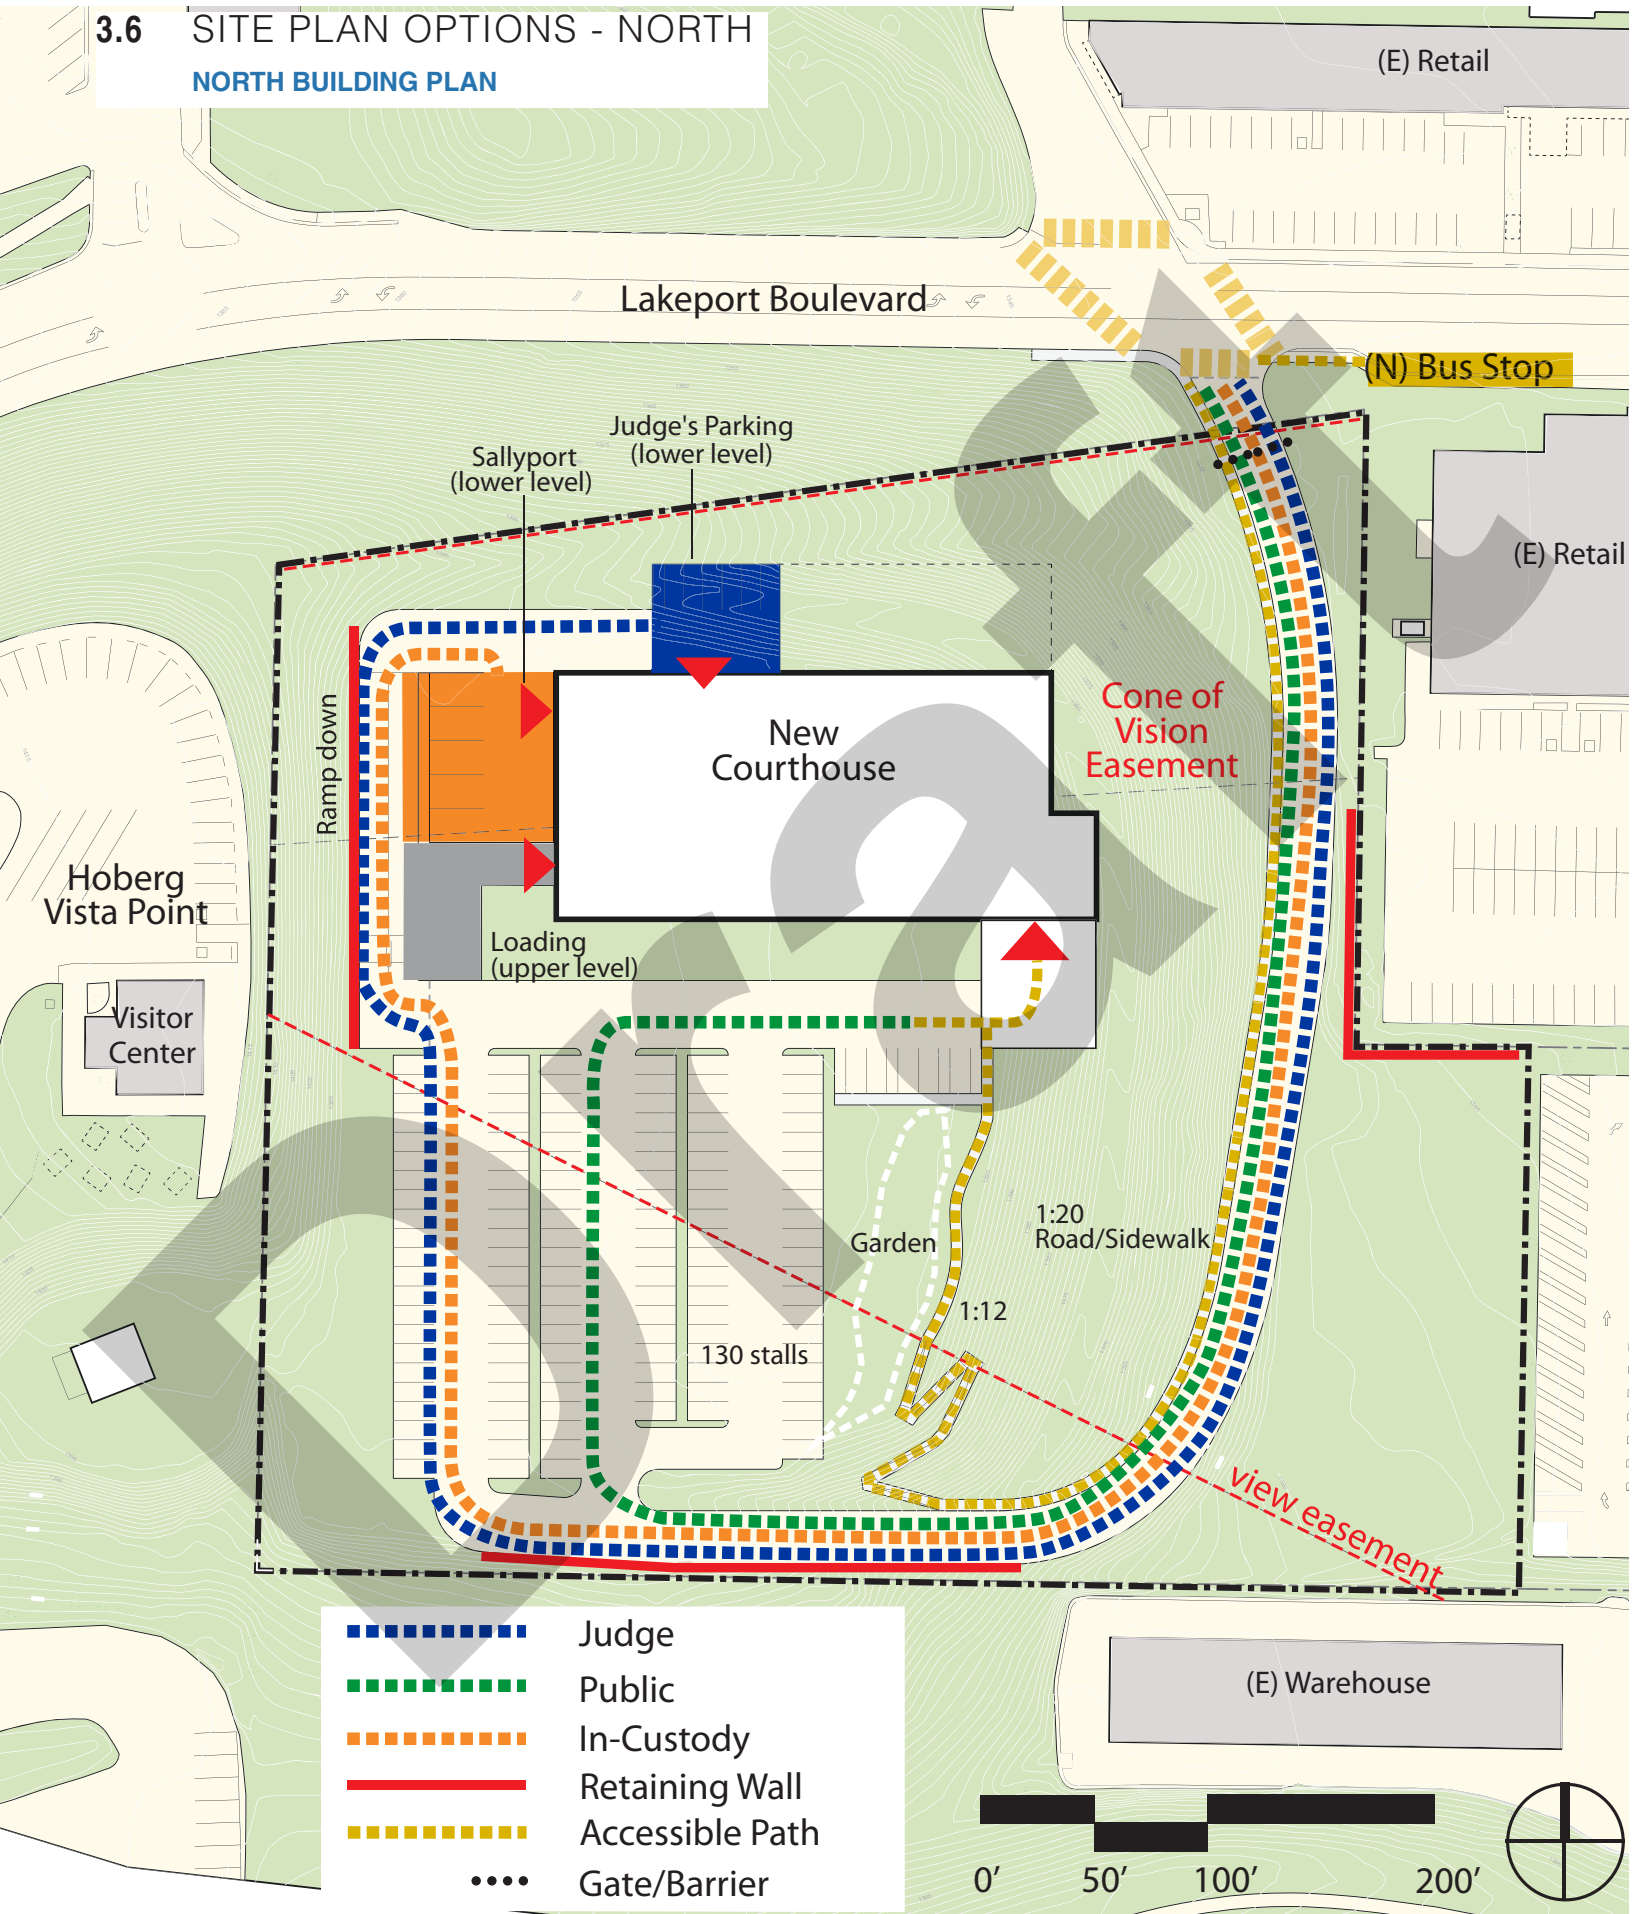 3.6 SITE PLAN OPTIONS - NORTH
NORTH BUILDING PLAN
(E) Retail
Lakeport Boulevard
(N) Bus Stop
Judge's Parking
(lower level)
Sallyport
(lower level)
(E) Retail
Ramp down
New
Courthouse
Cone of
Vision
Easement
Hoberg
Vista Point
Loading
(upper level)
Visitor
Center
1:20
Road/Sidewalk
Garden
1:12
130 stalls
view easement
Draft
Judge
Public
In-Custody
Retaining Wall
Accessible Path
Gate/Barrier
(E) Warehouse
0’ 50’ 100’ 200’